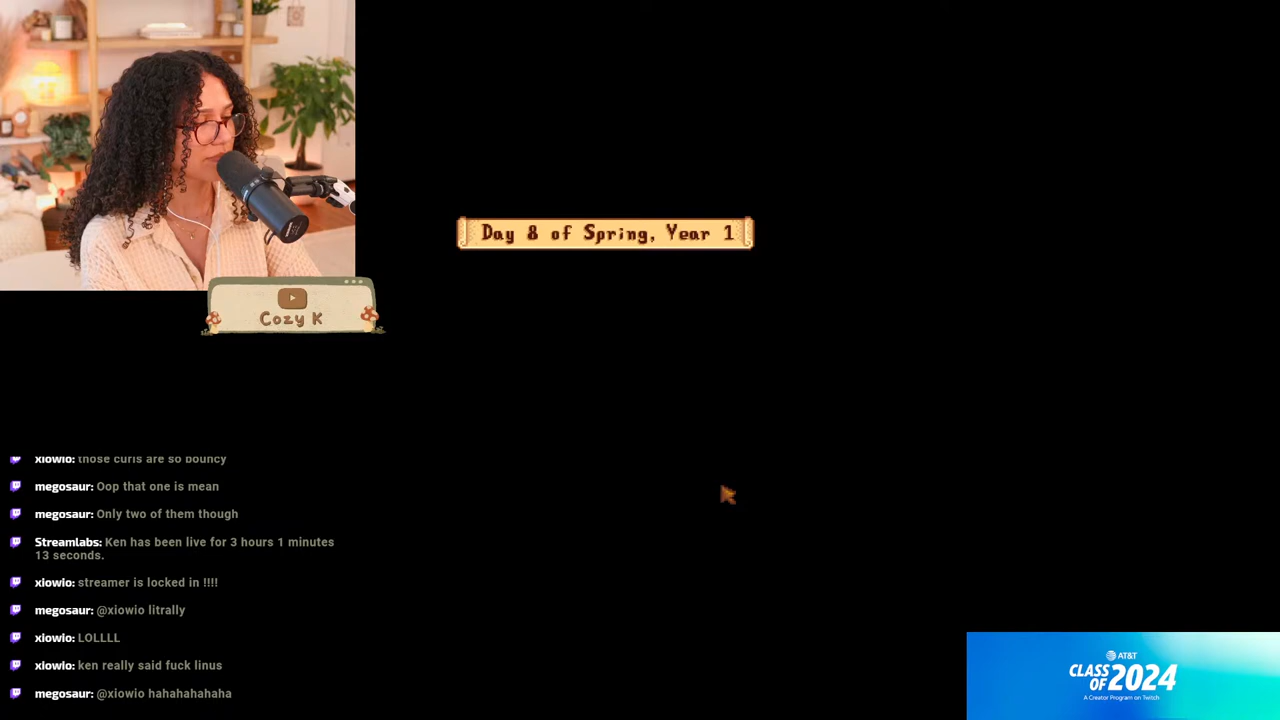 Day 8 of Spring, Year 1
Cozy K
xiowio: those curls are so bouncy
megosaur: Oop that one is mean
megosaur: Only two of them though
Streamlabs: Ken has been live for 3 hours 1 minutes
13 seconds.
xiowio: streamer is locked in !!!!
megosaur: @xiowio litrally
xiowio: LOLLLL
xiowio: ken really said fuck linus
megosaur: @xiowio hahahahahaha
AT&T
CLASS
OF 2024
A Creator Program on Twitch